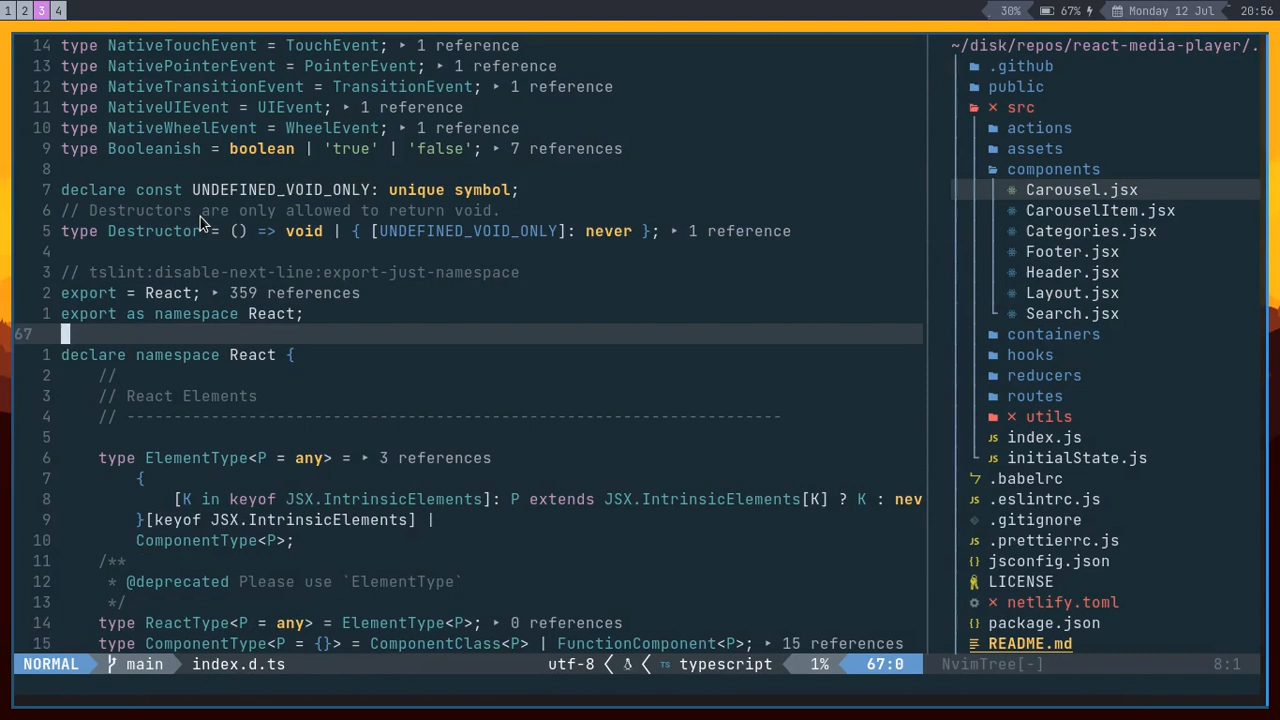 1 2 3 4
30% 67% Monday 12 Jul 20:56
14 type NativeTouchEvent = TouchEvent; ‣ 1 reference
13 type NativePointerEvent = PointerEvent; ‣ 1 reference
12 type NativeTransitionEvent = TransitionEvent; ‣ 1 reference
11 type NativeUIEvent = UIEvent; ‣ 1 reference
10 type NativeWheelEvent = WheelEvent; ‣ 1 reference
9 type Booleanish = boolean | 'true' | 'false'; ‣ 7 references
8
7 declare const UNDEFINED_VOID_ONLY: unique symbol;
6 // Destructors are only allowed to return void.
5 type Destructor = () => void | { [UNDEFINED_VOID_ONLY]: never }; ‣ 1 reference
4
3 // tslint:disable-next-line:export-just-namespace
2 export = React; ‣ 359 references
1 export as namespace React;
67
1 declare namespace React {
2 //
3 // React Elements
4 // ----------------------------------------------------------------------
5
6 type ElementType<P = any> = ‣ 3 references
7 {
8 [K in keyof JSX.IntrinsicElements]: P extends JSX.IntrinsicElements[K] ? K : nev
9 }[keyof JSX.IntrinsicElements] |
10 ComponentType<P>;
11 /**
12 * @deprecated Please use `ElementType`
13 */
14 type ReactType<P = any> = ElementType<P>; ‣ 0 references
15 type ComponentType<P = {}> = ComponentClass<P> | FunctionComponent<P>; ‣ 15 references
NORMAL main index.d.ts utf-8 TS typescript 1% 67:0
~/disk/repos/react-media-player/.
.github
public
✕ src
actions
assets
components
Carousel.jsx
CarouselItem.jsx
Categories.jsx
Footer.jsx
Header.jsx
Layout.jsx
Search.jsx
containers
hooks
reducers
routes
✕ utils
JS index.js
JS initialState.js
.babelrc
JS .eslintrc.js
.gitignore
JS .prettierrc.js
{} jsconfig.json
LICENSE
✕ netlify.toml
{} package.json
README.md
NvimTree[-] 8:1